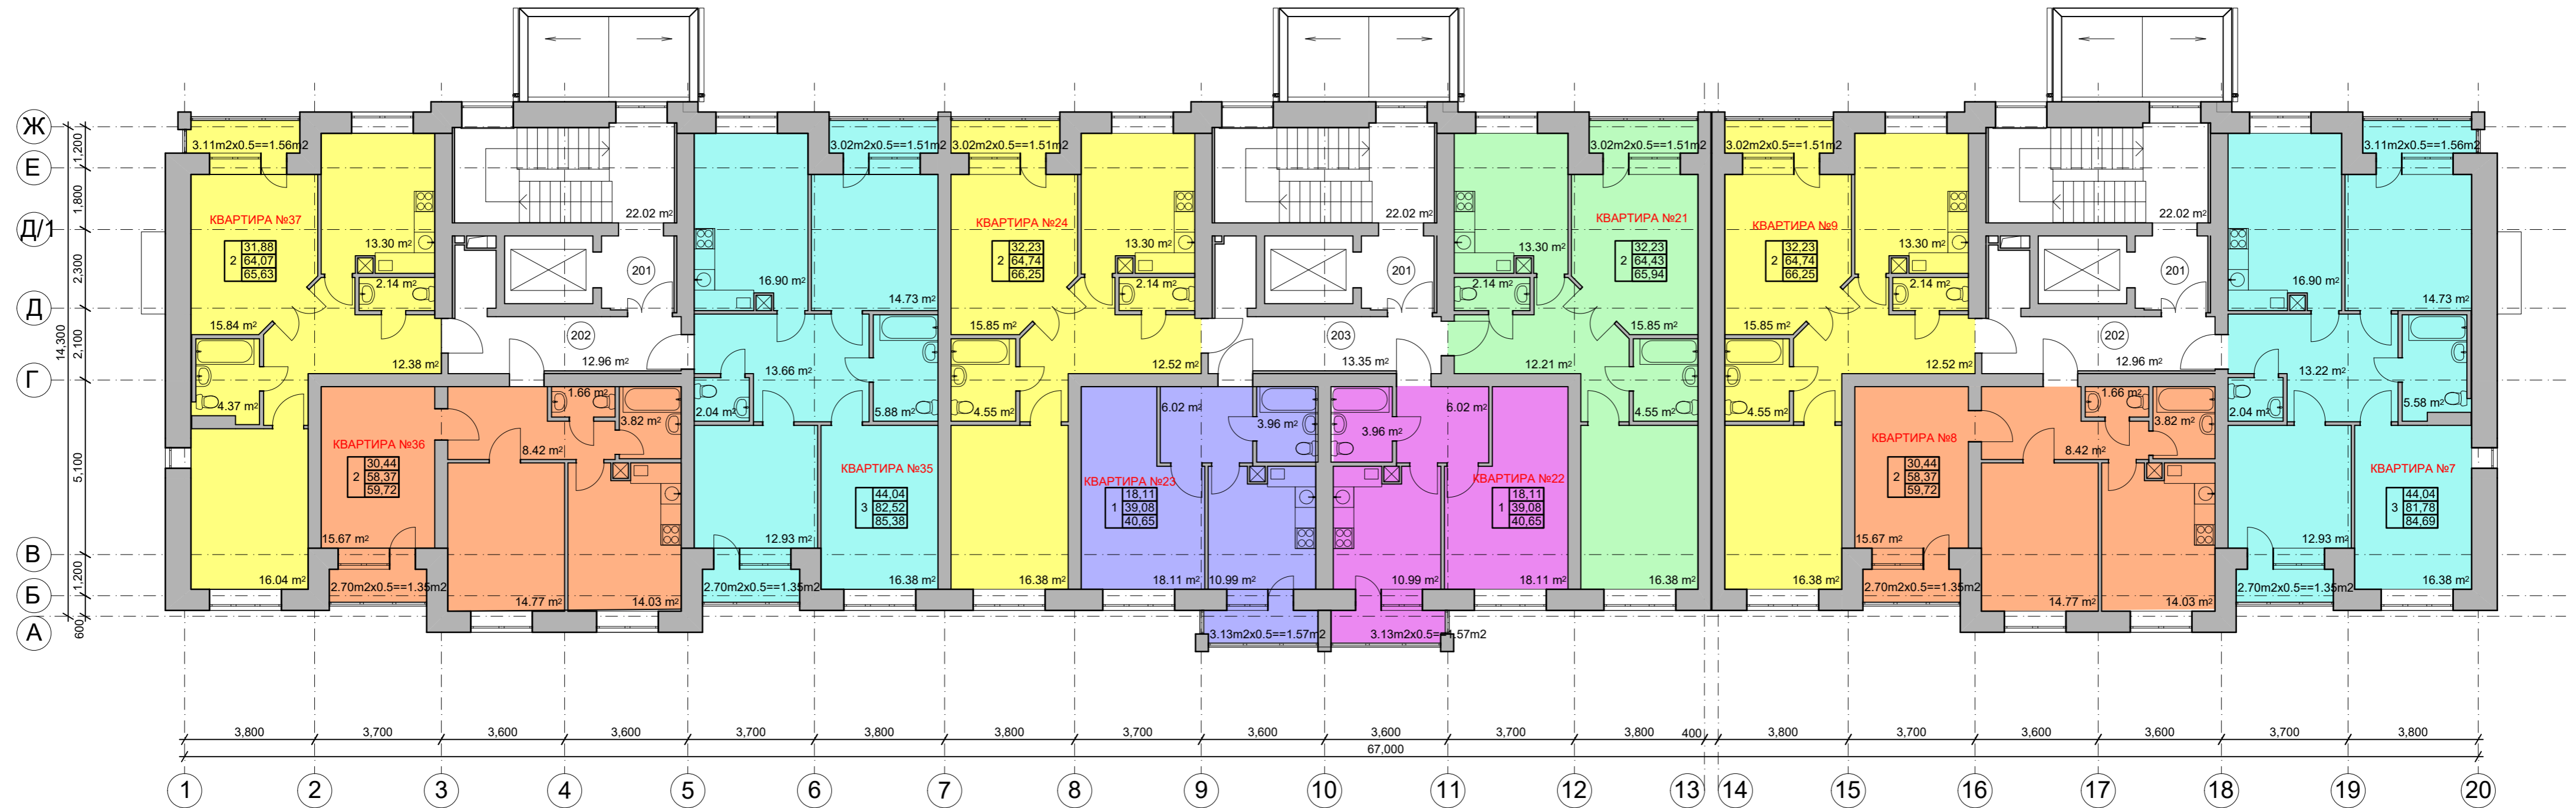 Ж
Е
Д/1
Д
Г
В
Б
А
1,200
1,800
2,300
2,100
5,100
1,200
600
14,300
3.11m2x0.5==1.56m2
КВАРТИРА №37
2
31,88
64,07
65,63
13.30 m²
2.14 m²
15.84 m²
12.38 m²
4.37 m²
16.04 m²
22.02 m²
201
202
12.96 m²
КВАРТИРА №36
2
30,44
58,37
59,72
1.66 m²
3.82 m²
8.42 m²
15.67 m²
2.70m2x0.5==1.35m2
14.77 m²
14.03 m²
3.02m2x0.5==1.51m2
16.90 m²
14.73 m²
13.66 m²
2.04 m²
5.88 m²
КВАРТИРА №35
3
44,04
82,52
85,38
12.93 m²
2.70m2x0.5==1.35m2
16.38 m²
3.02m2x0.5==1.51m2
КВАРТИРА №24
2
32,23
64,74
66,25
13.30 m²
2.14 m²
15.85 m²
12.52 m²
4.55 m²
16.38 m²
22.02 m²
201
203
13.35 m²
6.02 m²
3.96 m²
КВАРТИРА №23
1
18,11
39,08
40,65
18.11 m²
10.99 m²
3.13m2x0.5==1.57m2
6.02 m²
3.96 m²
КВАРТИРА №22
1
18,11
39,08
40,65
10.99 m²
18.11 m²
3.13m2x0.5==1.57m2
3.02m2x0.5==1.51m2
КВАРТИРА №21
2
32,23
64,43
65,94
13.30 m²
2.14 m²
15.85 m²
12.21 m²
4.55 m²
16.38 m²
3.02m2x0.5==1.51m2
КВАРТИРА №9
2
32,23
64,74
66,25
13.30 m²
2.14 m²
15.85 m²
12.52 m²
4.55 m²
16.38 m²
22.02 m²
201
202
12.96 m²
КВАРТИРА №8
2
30,44
58,37
59,72
1.66 m²
3.82 m²
8.42 m²
15.67 m²
2.70m2x0.5==1.35m2
14.77 m²
14.03 m²
3.11m2x0.5==1.56m2
16.90 m²
14.73 m²
13.22 m²
2.04 m²
5.58 m²
КВАРТИРА №7
3
44,04
81,78
84,69
12.93 m²
2.70m2x0.5==1.35m2
16.38 m²
3,800 3,700 3,600 3,600 3,700 3,800 3,800 3,700 3,600 3,600 3,700 3,800 400 3,800 3,700 3,600 3,600 3,700 3,800
67,000
1 2 3 4 5 6 7 8 9 10 11 12 13 14 15 16 17 18 19 20